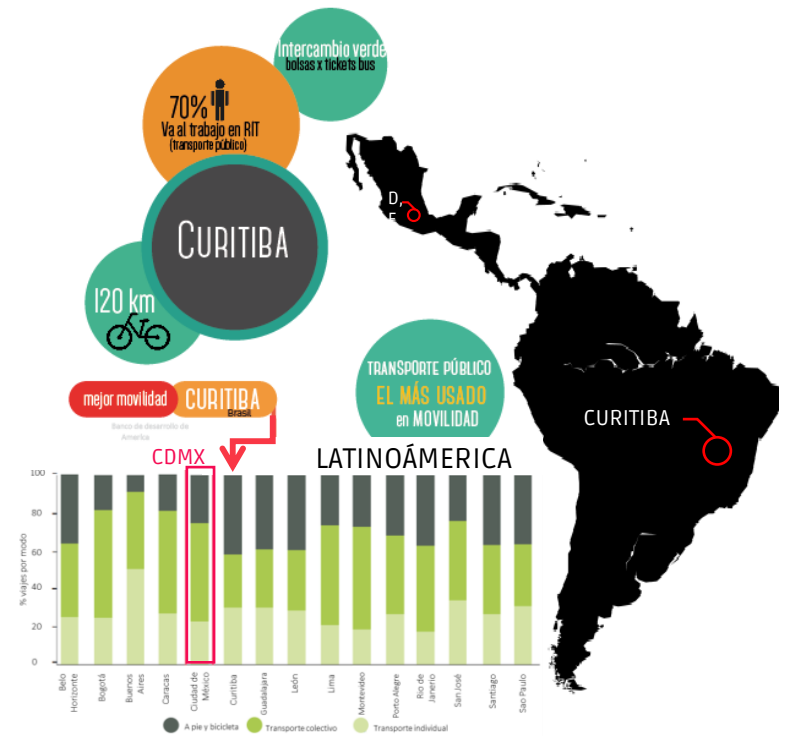 Intercambio verde
bolsas x tickets bus
70%
Va al trabajo en RIT
(transporte público)
CURITIBA
120 km
mejor movilidad
CURITIBA
Brasil
Banco de desarrollo de
America
TRANSPORTE PÚBLICO
EL MÁS USADO
en MOVILIDAD
D,
CURITIBA
CDMX
LATINOÁMERICA
% viajes por modo
100
80
60
40
20
0
Belo
Horizonte
Bogotá
Buenos
Aires
Caracas
Ciudad de
México
Curitiba
Guadalajara
León
Lima
Montevideo
Porto Alegre
Rio de
Janerio
San José
Santiago
Sao Paulo
A pie y bicicleta
Transporte colectivo
Transporte individual